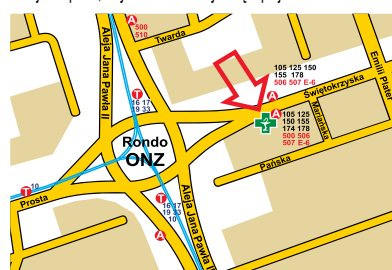 A 500
510
Twarda
Aleja Jana Pawła II
105 125 150
155 178
506 507 E-6
A
Świętokrzyska
Emilii Plater
T
16 17
19 33
A
105 125
150 155
174 178
500 506
507 E-6
Mariańska
Rondo
ONZ
Pańska
T 10
Prosta
T
16 17
19 33
10
A
Aleja Jana Pawła II